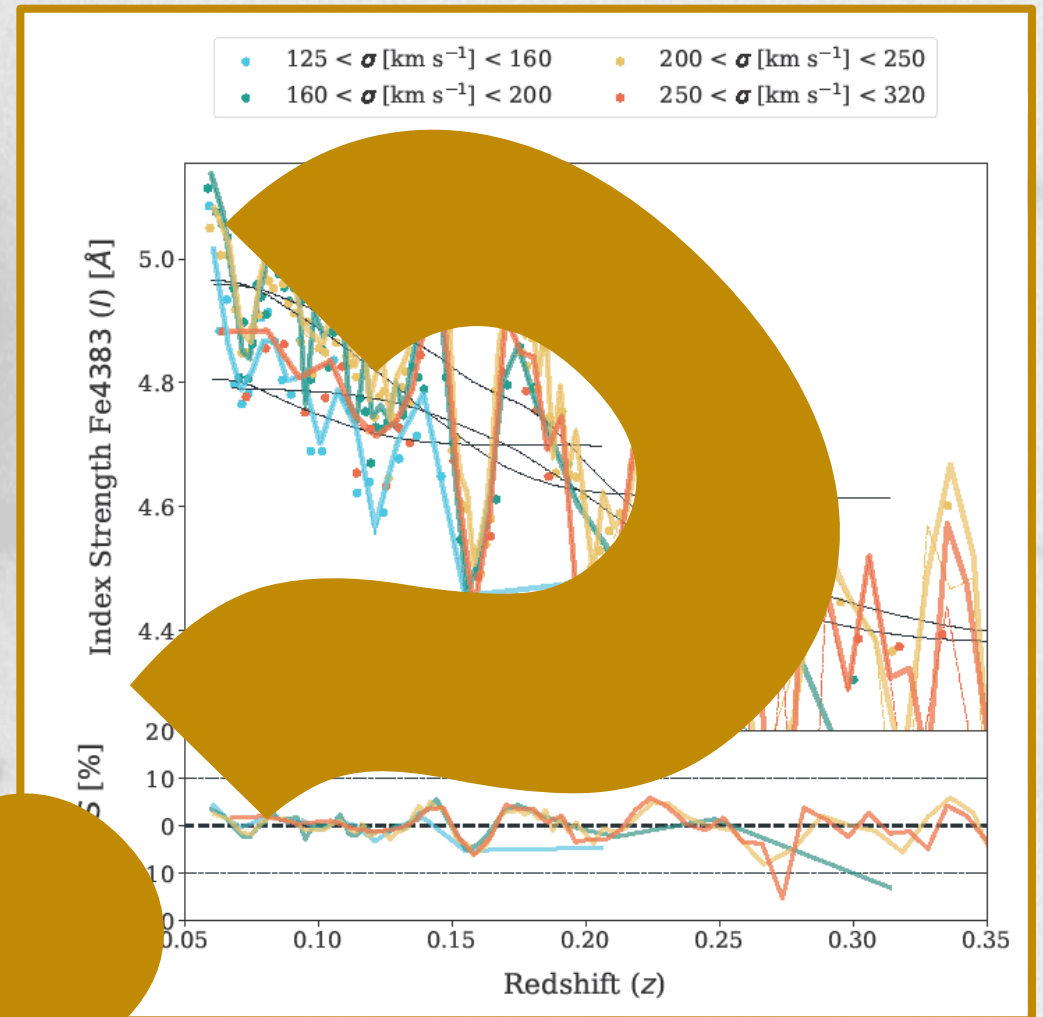 125 < σ [km s⁻¹] < 160
160 < σ [km s⁻¹] < 200
200 < σ [km s⁻¹] < 250
250 < σ [km s⁻¹] < 320
Index Strength Fe4383 (I) [Å]
5.0
4.8
4.6
4.4
[%]
20
10
0
10
0
0.05 0.10 0.15 0.20 0.25 0.30 0.35
Redshift (z)